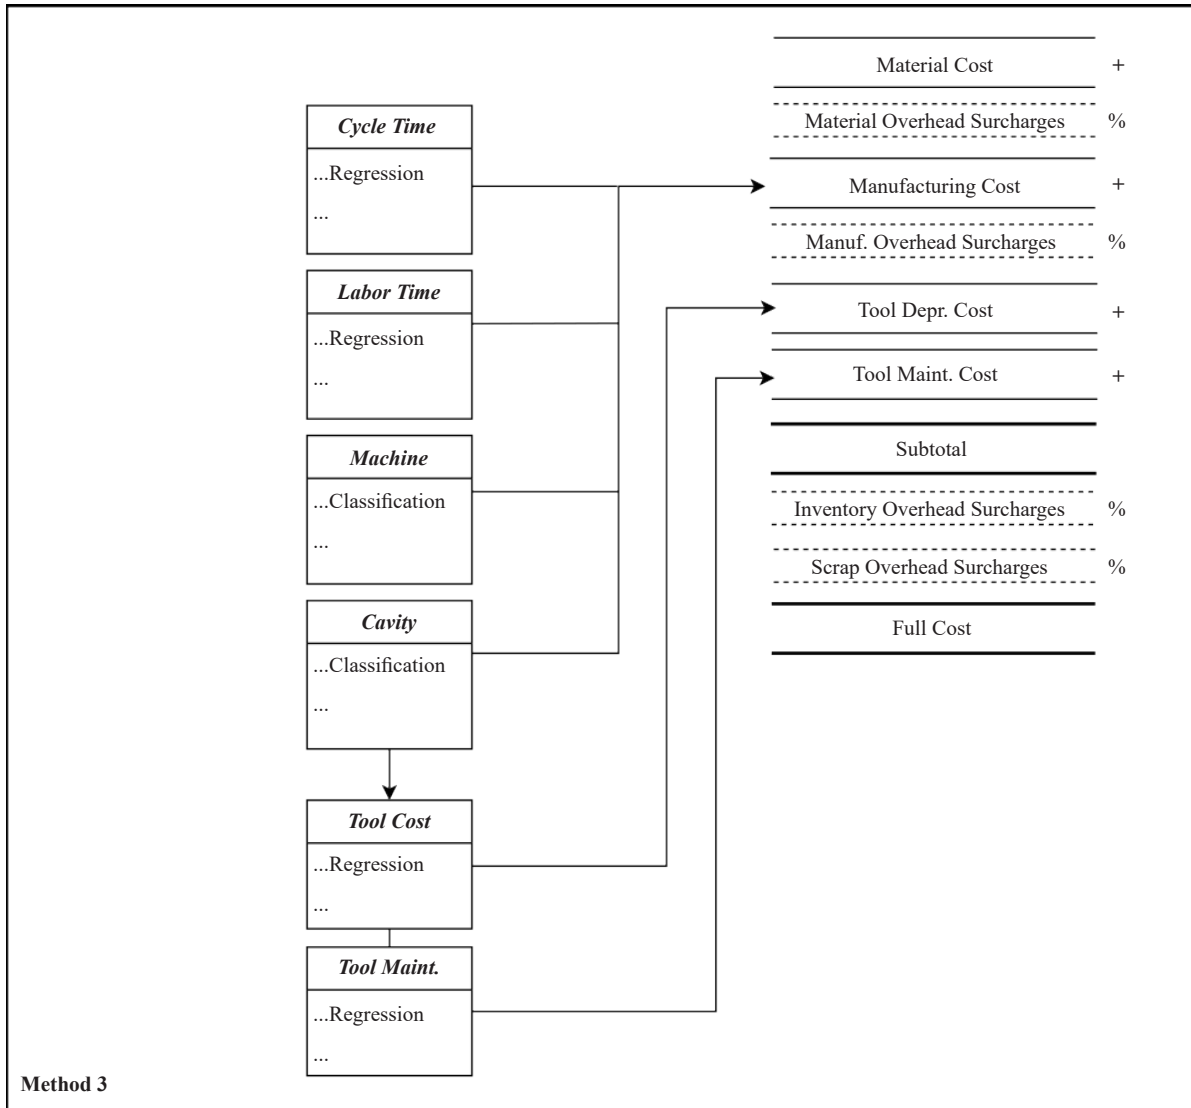 Cycle Time
...Regression
...
Labor Time
...Regression
...
Machine
...Classification
...
Cavity
...Classification
...
Tool Cost
...Regression
...
Tool Maint.
...Regression
...
Material Cost +
Material Overhead Surcharges %
Manufacturing Cost +
Manuf. Overhead Surcharges %
Tool Depr. Cost +
Tool Maint. Cost +
Subtotal
Inventory Overhead Surcharges %
Scrap Overhead Surcharges %
Full Cost
Method 3